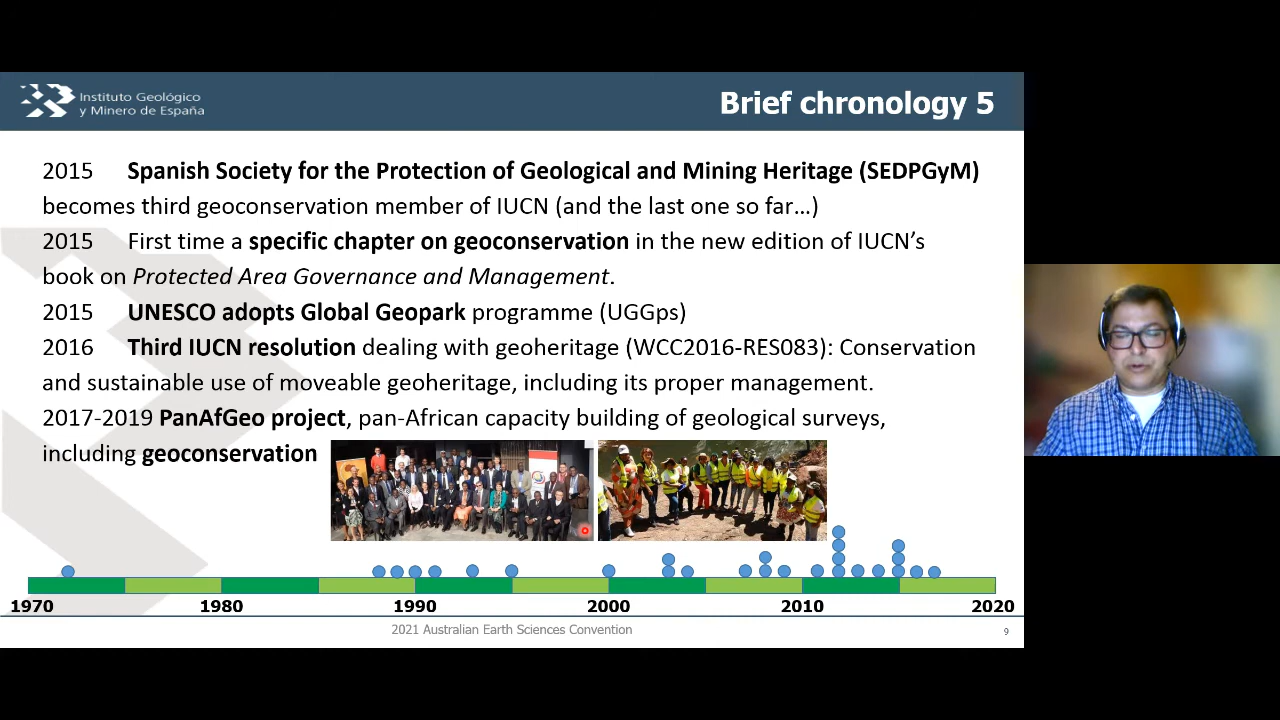 Instituto Geológico
y Minero de España
Brief chronology 5
2015 Spanish Society for the Protection of Geological and Mining Heritage (SEDPGyM)
becomes third geoconservation member of IUCN (and the last one so far...)
2015 First time a specific chapter on geoconservation in the new edition of IUCN's
book on Protected Area Governance and Management.
2015 UNESCO adopts Global Geopark programme (UGGps)
2016 Third IUCN resolution dealing with geoheritage (WCC2016-RES083): Conservation
and sustainable use of moveable geoheritage, including its proper management.
2017-2019 PanAfGeo project, pan-African capacity building of geological surveys,
including geoconservation
1970 1980 1990 2000 2010 2020
2021 Australian Earth Sciences Convention
9